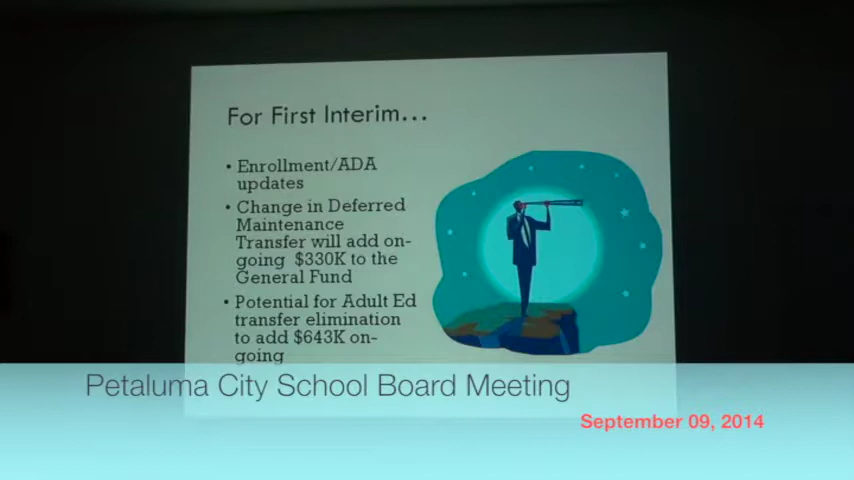 For First Interim...
• Enrollment/ADA
updates
• Change in Deferred
Maintenance
Transfer will add on-
going $330K to the
General Fund
• Potential for Adult Ed
transfer elimination
to add $643K on-
going
Petaluma City School Board Meeting
September 09, 2014